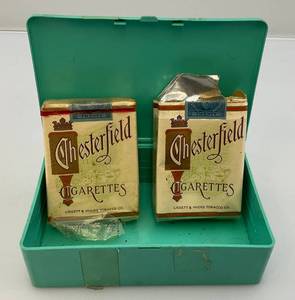 Chesterfield
CIGARETTES
LIGGETT & MYERS TOBACCO CO.
Chesterfield
CIGARETTES
LIGGETT & MYERS TOBACCO CO.